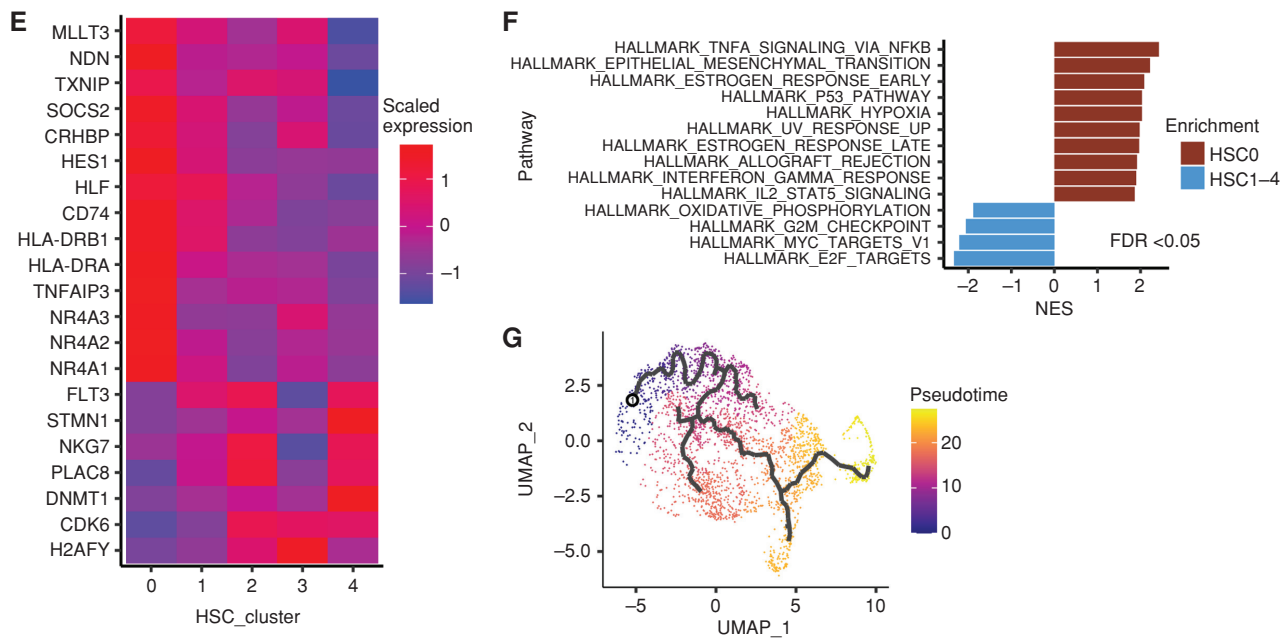 E
MLLT3
NDN
TXNIP
SOCS2
CRHBP
HES1
HLF
CD74
HLA-DRB1
HLA-DRA
TNFAIP3
NR4A3
NR4A2
NR4A1
FLT3
STMN1
NKG7
PLAC8
DNMT1
CDK6
H2AFY
0 1 2 3 4
HSC_cluster
Scaled
expression
1
0
−1
F
Pathway
HALLMARK_TNFA_SIGNALING_VIA_NFKB
HALLMARK_EPITHELIAL_MESENCHYMAL_TRANSITION
HALLMARK_ESTROGEN_RESPONSE_EARLY
HALLMARK_P53_PATHWAY
HALLMARK_HYPOXIA
HALLMARK_UV_RESPONSE_UP
HALLMARK_ESTROGEN_RESPONSE_LATE
HALLMARK_ALLOGRAFT_REJECTION
HALLMARK_INTERFERON_GAMMA_RESPONSE
HALLMARK_IL2_STAT5_SIGNALING
HALLMARK_OXIDATIVE_PHOSPHORYLATION
HALLMARK_G2M_CHECKPOINT
HALLMARK_MYC_TARGETS_V1
HALLMARK_E2F_TARGETS
−2 −1 0 1 2
NES
FDR <0.05
Enrichment
HSC0
HSC1−4
G
UMAP_2
2.5
0.0
−2.5
−5.0
−5 0 5 10
UMAP_1
Pseudotime
20
10
0